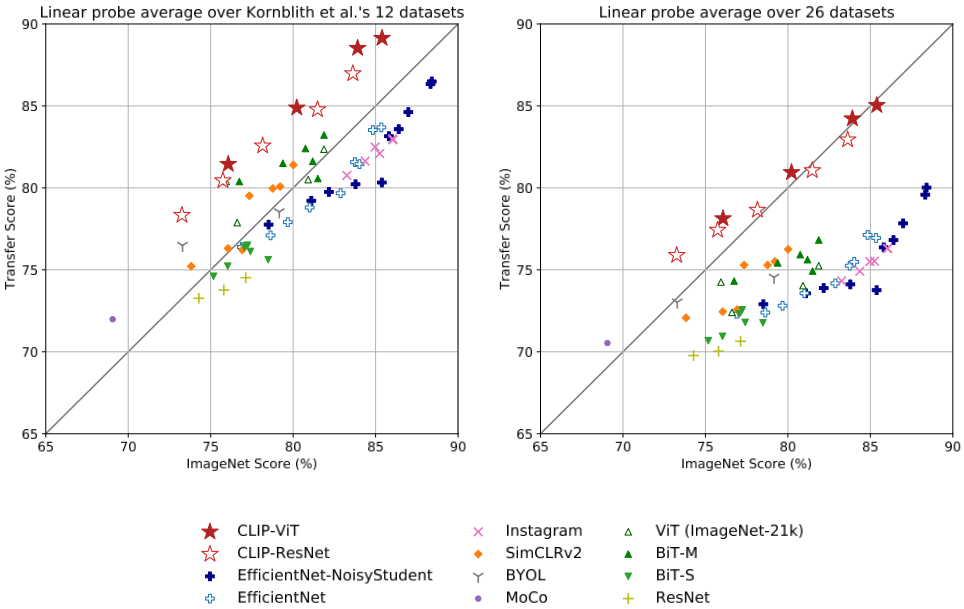 Linear probe average over Kornblith et al.'s 12 datasets
90
85
80
75
70
65
Transfer Score (%)
65 70 75 80 85 90
ImageNet Score (%)
Linear probe average over 26 datasets
90
85
80
75
70
65
Transfer Score (%)
65 70 75 80 85 90
ImageNet Score (%)
CLIP-ViT
CLIP-ResNet
EfficientNet-NoisyStudent
EfficientNet
Instagram
SimCLRv2
BYOL
MoCo
ViT (ImageNet-21k)
BiT-M
BiT-S
ResNet